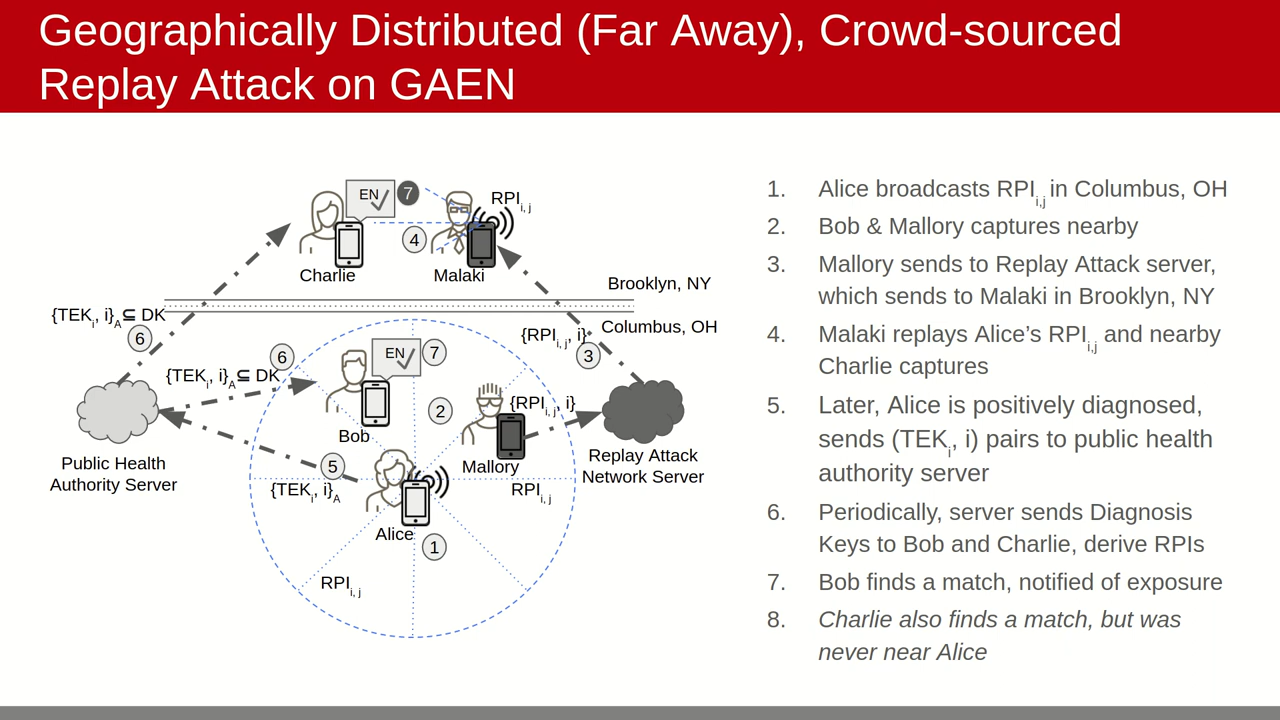 Geographically Distributed (Far Away), Crowd-sourced
Replay Attack on GAEN
EN
7
RPIi, j
4
Charlie
Malaki
Brooklyn, NY
{TEKi, i}A⊆ DK
6
Columbus, OH
{RPIi, j, i}
3
6
{TEKi, i}A⊆ DK
EN
7
2
{RPIi, j, i}
Bob
Mallory
Public Health
Authority Server
Replay Attack
Network Server
5
{TEKi, i}A
RPIi, j
Alice
1
RPIi, j
1. Alice broadcasts RPIi,j in Columbus, OH
2. Bob & Mallory captures nearby
3. Mallory sends to Replay Attack server,
which sends to Malaki in Brooklyn, NY
4. Malaki replays Alice’s RPIi,j and nearby
Charlie captures
5. Later, Alice is positively diagnosed,
sends (TEKi, i) pairs to public health
authority server
6. Periodically, server sends Diagnosis
Keys to Bob and Charlie, derive RPIs
7. Bob finds a match, notified of exposure
8. Charlie also finds a match, but was
never near Alice